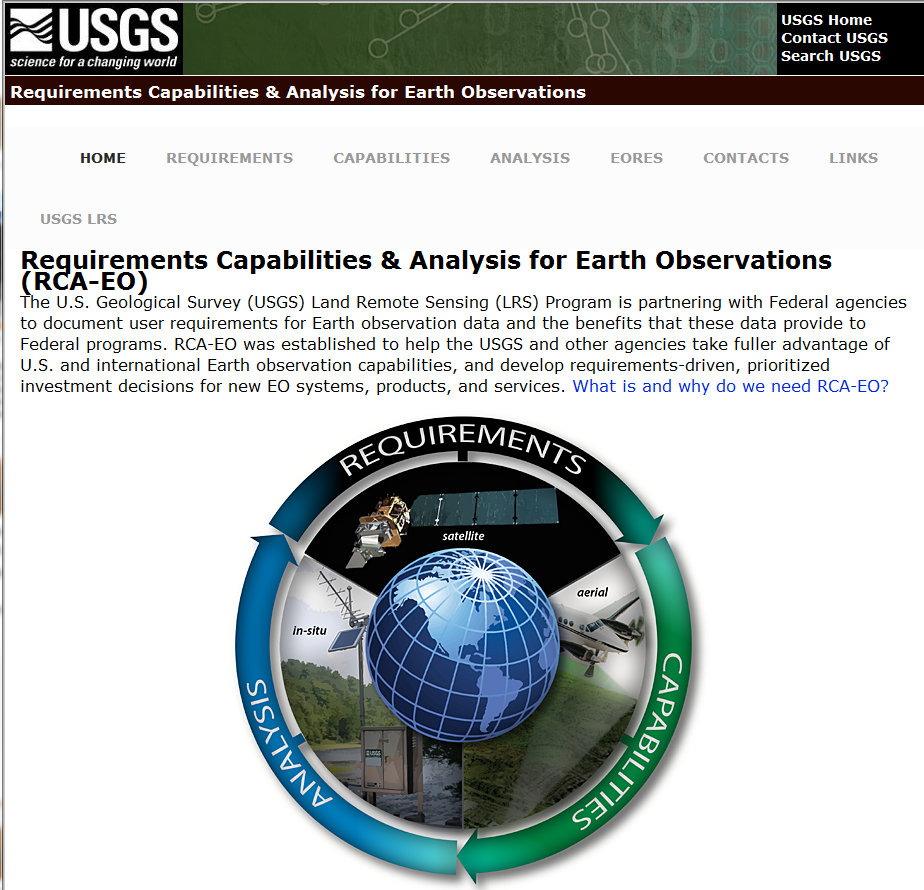 USGS
science for a changing world
USGS Home
Contact USGS
Search USGS
Requirements Capabilities & Analysis for Earth Observations
HOME REQUIREMENTS CAPABILITIES ANALYSIS EORES CONTACTS LINKS
USGS LRS
Requirements Capabilities & Analysis for Earth Observations
(RCA-EO)
The U.S. Geological Survey (USGS) Land Remote Sensing (LRS) Program is partnering with Federal agencies
to document user requirements for Earth observation data and the benefits that these data provide to
Federal programs. RCA-EO was established to help the USGS and other agencies take fuller advantage of
U.S. and international Earth observation capabilities, and develop requirements-driven, prioritized
investment decisions for new EO systems, products, and services. What is and why do we need RCA-EO?
REQUIREMENTS
satellite
aerial
in-situ
CAPABILITIES
ANALYSIS
USGS